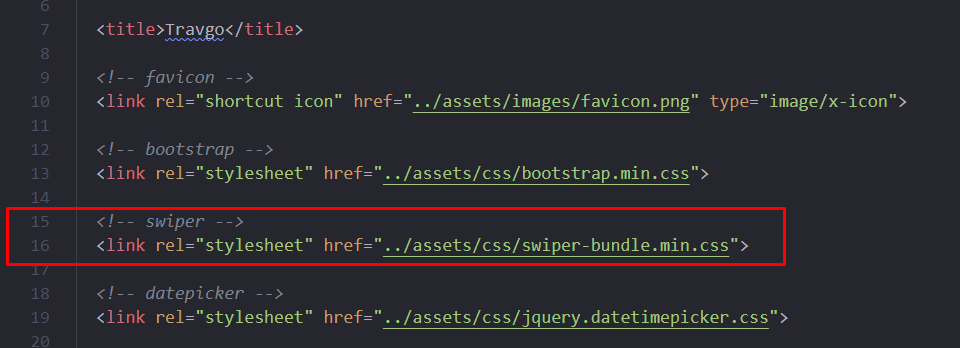 6
7 <title>Travgo</title>
8
9 <!-- favicon -->
10 <link rel="shortcut icon" href="../assets/images/favicon.png" type="image/x-icon">
11
12 <!-- bootstrap -->
13 <link rel="stylesheet" href="../assets/css/bootstrap.min.css">
14
15 <!-- swiper -->
16 <link rel="stylesheet" href="../assets/css/swiper-bundle.min.css">
17
18 <!-- datepicker -->
19 <link rel="stylesheet" href="../assets/css/jquery.datetimepicker.css">
20